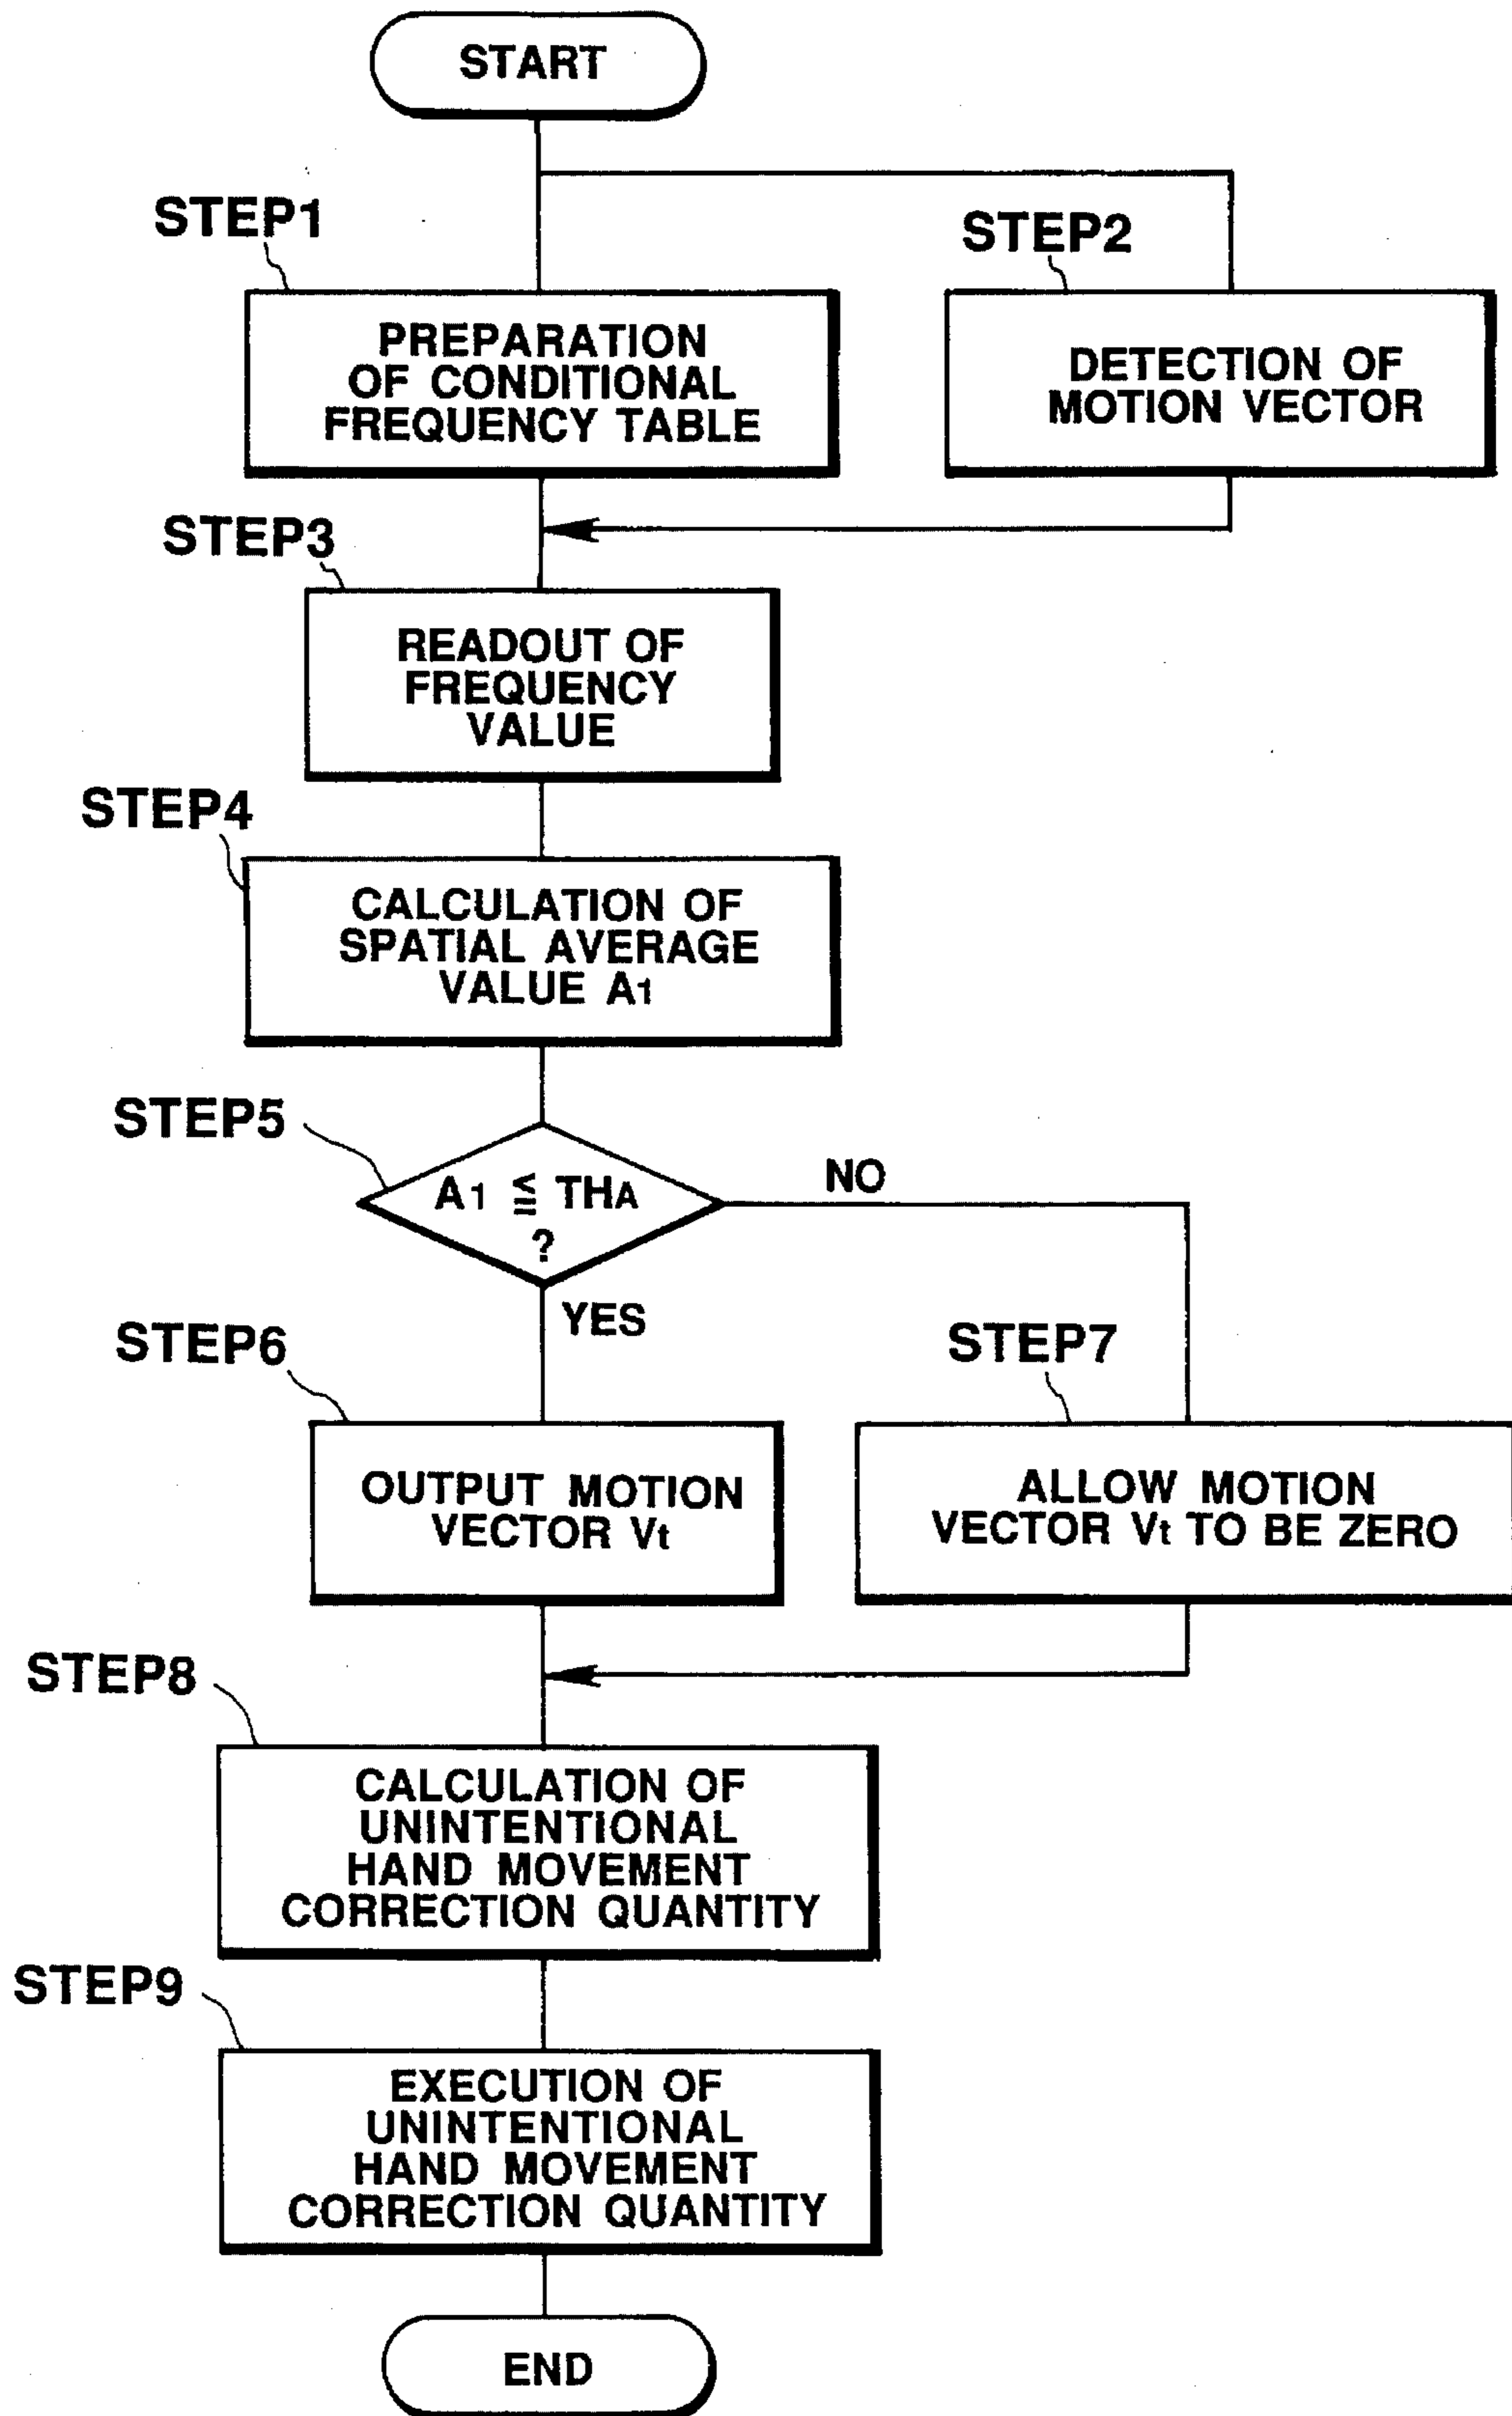 START
STEP1
STEP2
PREPARATION
OF CONDITIONAL
FREQUENCY TABLE
DETECTION OF
MOTION VECTOR
STEP3
READOUT OF
FREQUENCY
VALUE
STEP4
CALCULATION OF
SPATIAL AVERAGE
VALUE A1
STEP5
A1 ≦ THA
?
NO
YES
STEP6
STEP7
OUTPUT MOTION
VECTOR Vt
ALLOW MOTION
VECTOR Vt TO BE ZERO
STEP8
CALCULATION OF
UNINTENTIONAL
HAND MOVEMENT
CORRECTION QUANTITY
STEP9
EXECUTION OF
UNINTENTIONAL
HAND MOVEMENT
CORRECTION QUANTITY
END